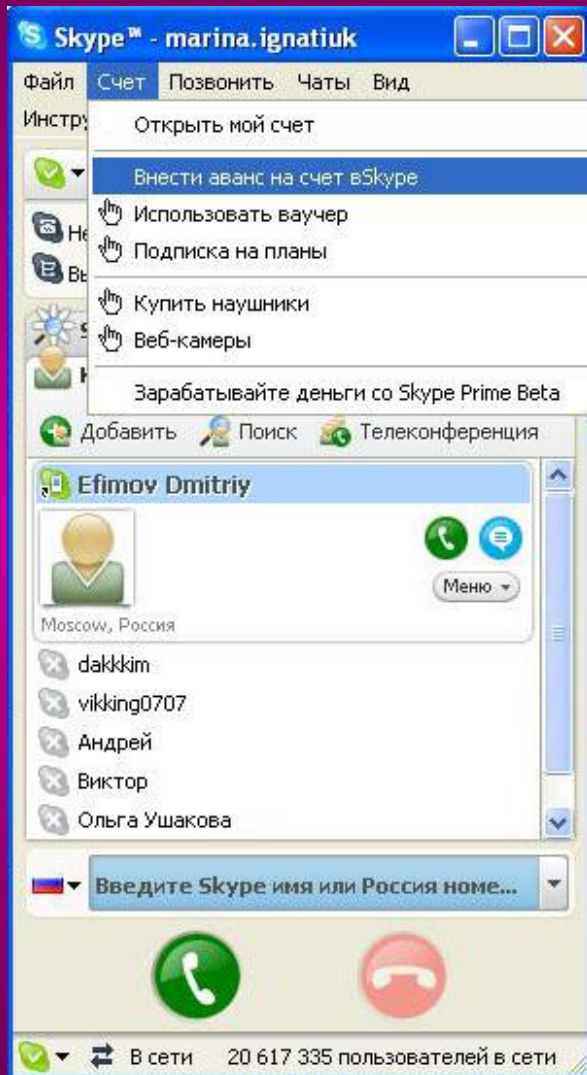 Skype™ - marina.ignatiuk
Файл Счет Позвонить Чаты Вид
Инстру
Открыть мой счет
Внести аванс на счет вSkype
Использовать ваучер
Подписка на планы
Купить наушники
Веб-камеры
Зарабатывайте деньги со Skype Prime Beta
Не
Вы
Добавить Поиск Телеконференция
Efimov Dmitriy
Меню
Moscow, Россия
dakkkim
vikking0707
Андрей
Виктор
Ольга Ушакова
Введите Skype имя или Россия номе...
В сети 20 617 335 пользователей в сети